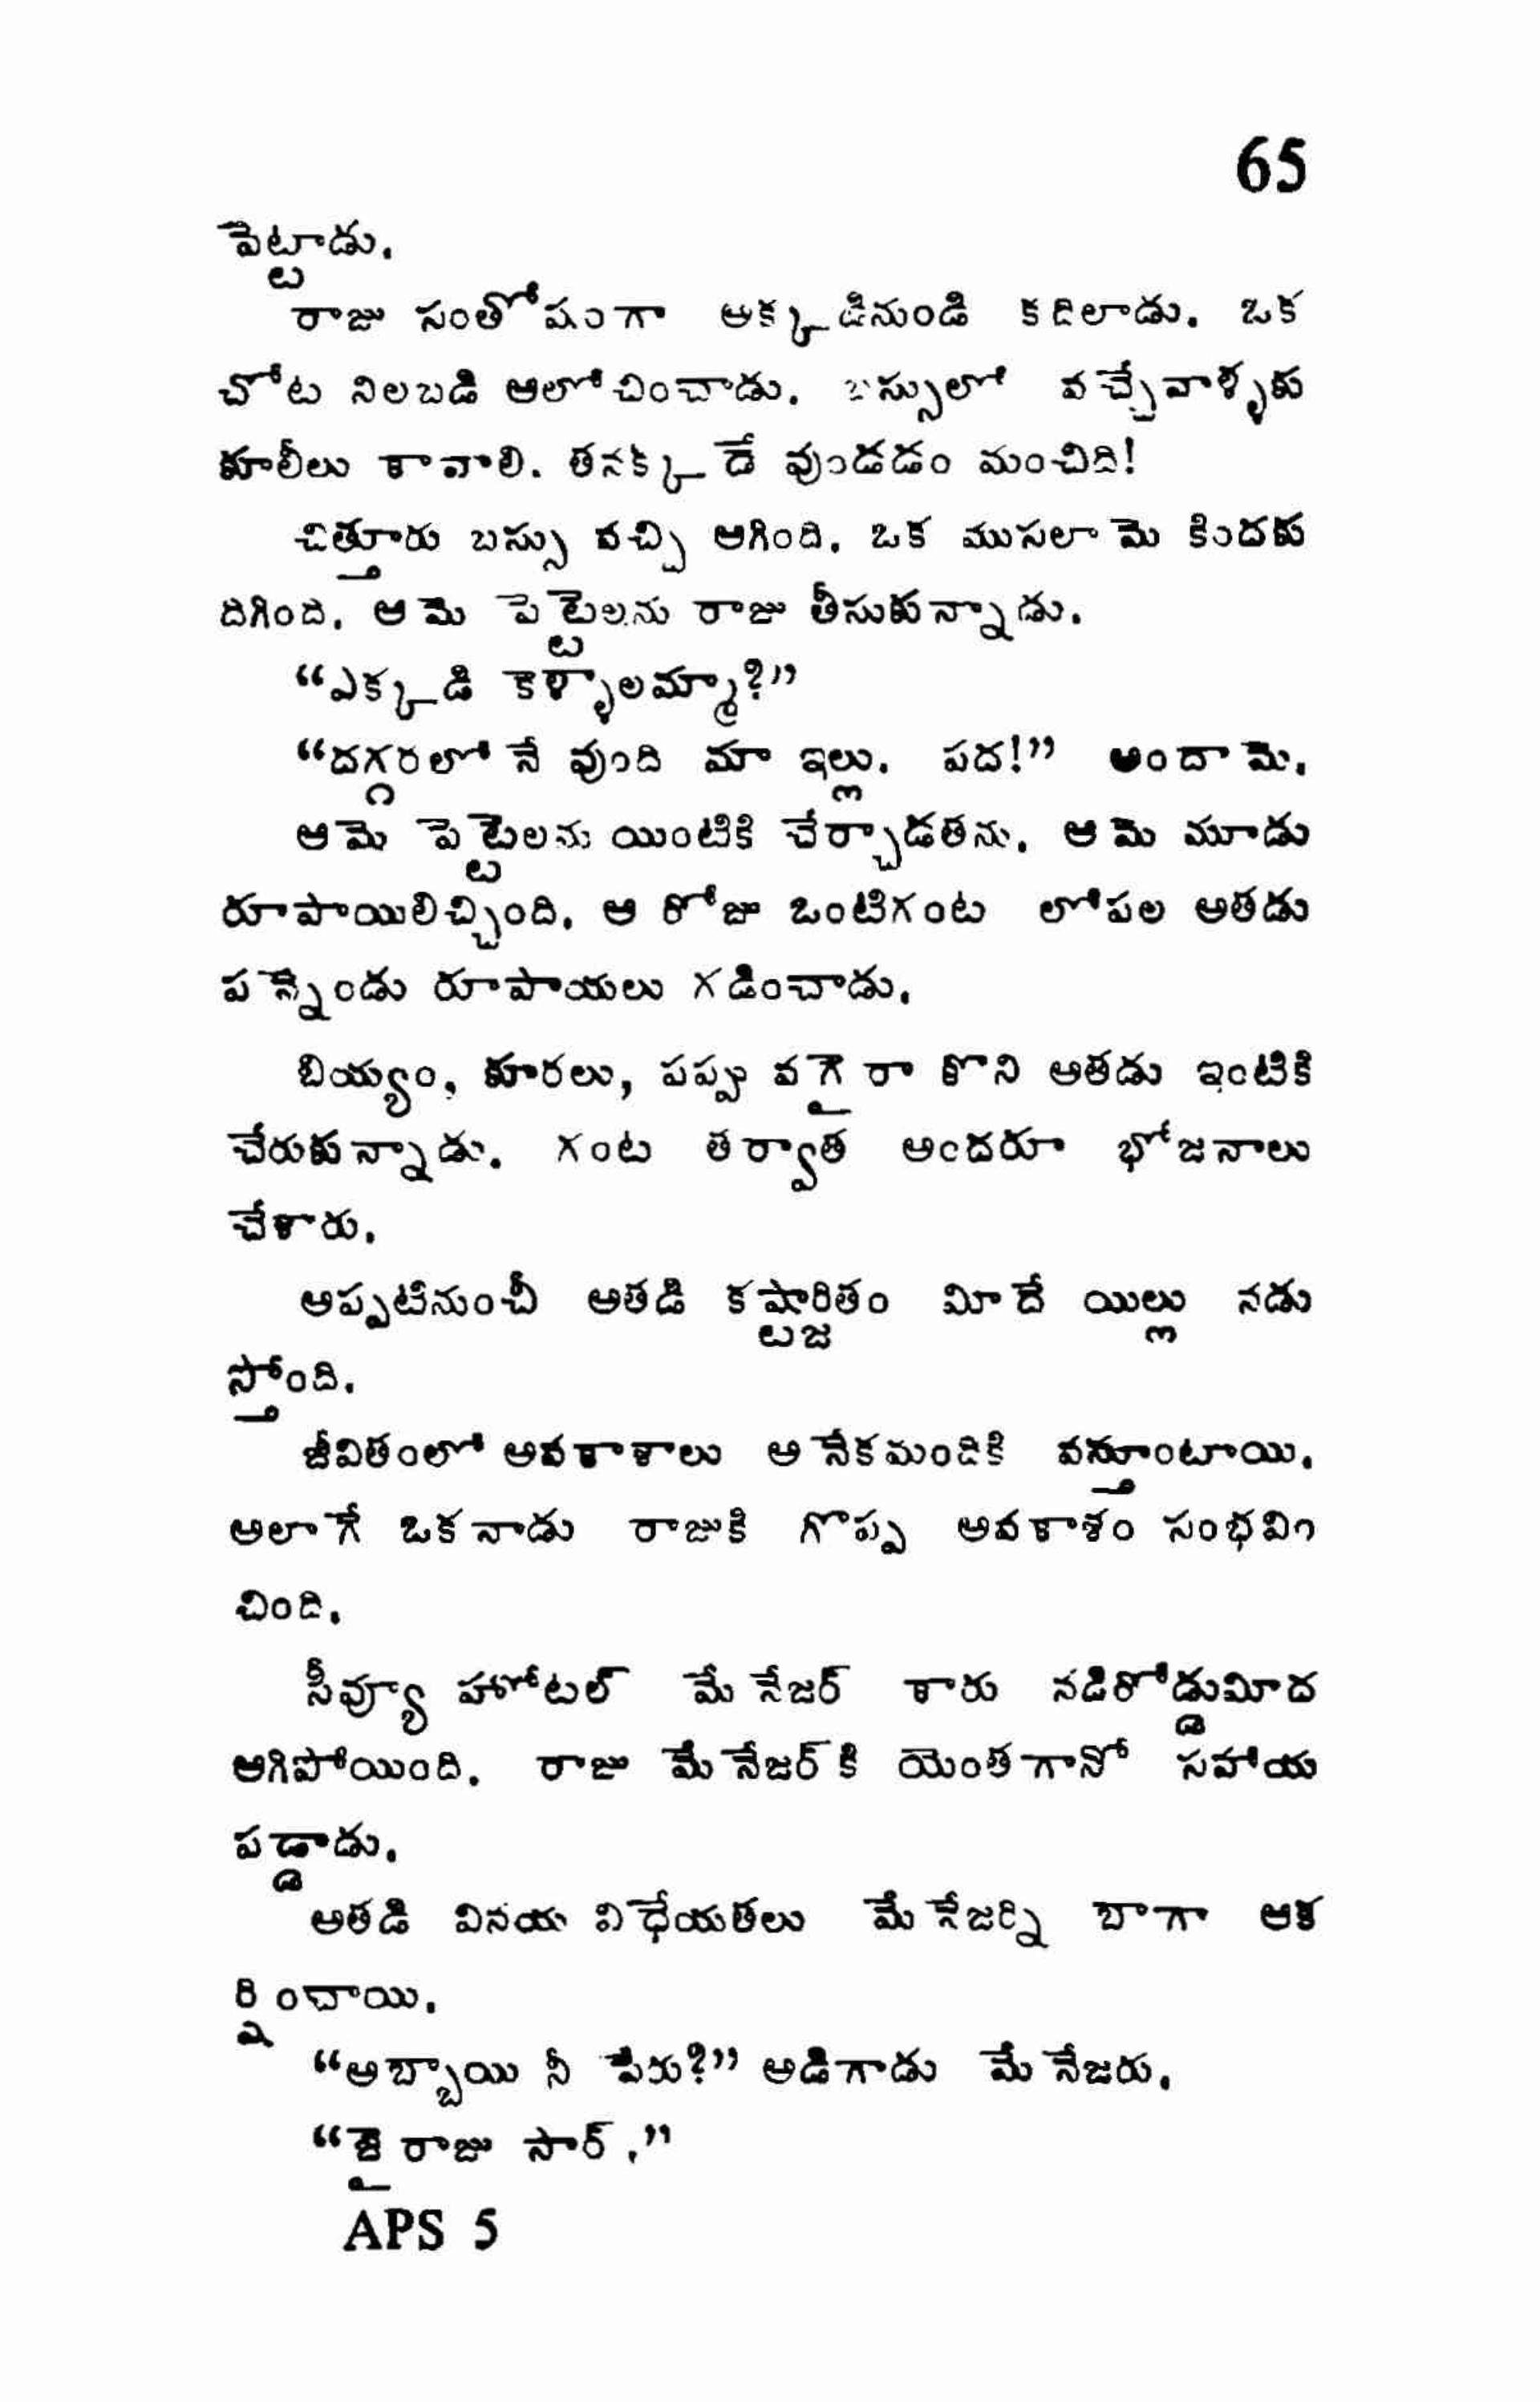 65
పెట్టాడు.
రాజు సంతోషంగా అక్కడినుండి కదిలాడు. ఒక
చోట నిలబడి ఆలోచించాడు. బస్సులో వచ్చేవాళ్ళకు
కూలీలు కావాలి. తనక్కడే వుండడం మంచిది!
చిత్తూరు బస్సు వచ్చి ఆగింది. ఒక ముసలామె కిందకు
దిగింది. ఆమె పెట్టెలను రాజు తీసుకున్నాడు.
“ఎక్కడి కెళ్ళాలమ్మా?”
“దగ్గరలోనే వుంది మా ఇల్లు. పద!” అందామె.
ఆమె పెట్టెలను యింటికి చేర్చాడతను. ఆమె మూడు
రూపాయిలిచ్చింది. ఆ రోజు ఒంటిగంట లోపల అతడు
పన్నెండు రూపాయలు గడించాడు.
బియ్యం, కూరలు, పప్పు వగైరా కొని అతడు ఇంటికి
చేరుకున్నాడు. గంట తర్వాత అందరూ భోజనాలు
చేశారు.
అప్పటినుంచీ అతడి కష్టార్జితం మీదే యిల్లు నడు
స్తోంది.
జీవితంలో అవకాశాలు అనేకమందికి వస్తూంటాయి.
అలాగే ఒకనాడు రాజుకి గొప్ప అవకాశం సంభవిం
చింది.
సీవ్యూ హోటల్ మేనేజర్ కారు నడిరోడ్డుమీద
ఆగిపోయింది. రాజు మేనేజర్‌కి యెంతగానో సహాయ
పడ్డాడు.
అతడి వినయ విధేయతలు మేనేజర్ని బాగా ఆక
ర్షించాయి.
“అబ్బాయి నీ పేరు?” అడిగాడు మేనేజరు.
“జైరాజు సార్.”
APS 5